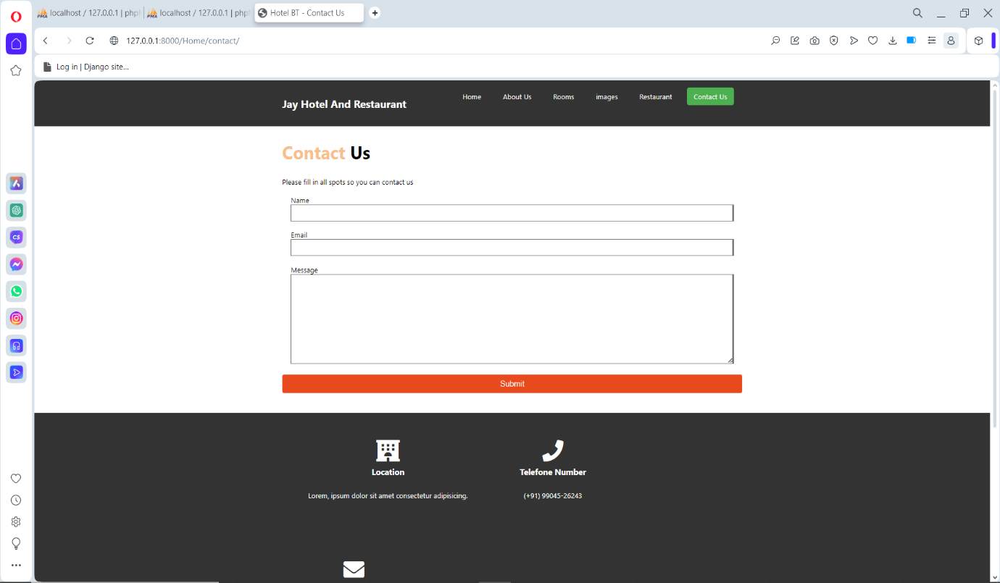 localhost / 127.0.0.1 | php
localhost / 127.0.0.1 | php
Hotel BT - Contact Us
127.0.0.1:8000/Home/contact/
Log in | Django site...
Jay Hotel And Restaurant
Home
About Us
Rooms
images
Restaurant
Contact Us
Contact Us
Please fill in all spots so you can contact us
Name
Email
Message
Submit
Location
Telefone Number
Lorem, ipsum dolor sit amet consectetur adipisicing.
(+91) 99045-26243